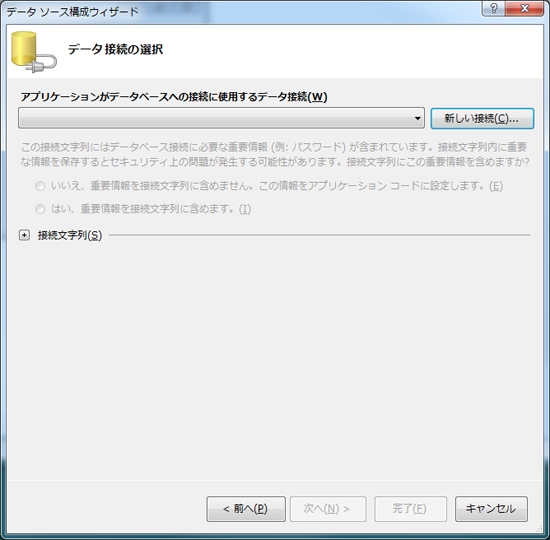 データ ソース構成ウィザード
データ接続の選択
アプリケーションがデータベースへの接続に使用するデータ接続(W)
新しい接続(C)...
この接続文字列にはデータベース接続に必要な重要情報 (例: パスワード) が含まれています。接続文字列内に重要
な情報を保存するとセキュリティ上の問題が発生する可能性があります。接続文字列にこの重要情報を含めますか?
いいえ、重要情報を接続文字列に含めません。この情報をアプリケーション コードに設定します。(E)
はい、重要情報を接続文字列に含めます。(I)
接続文字列(S)
< 前へ(P)
次へ(N) >
完了(F)
キャンセル